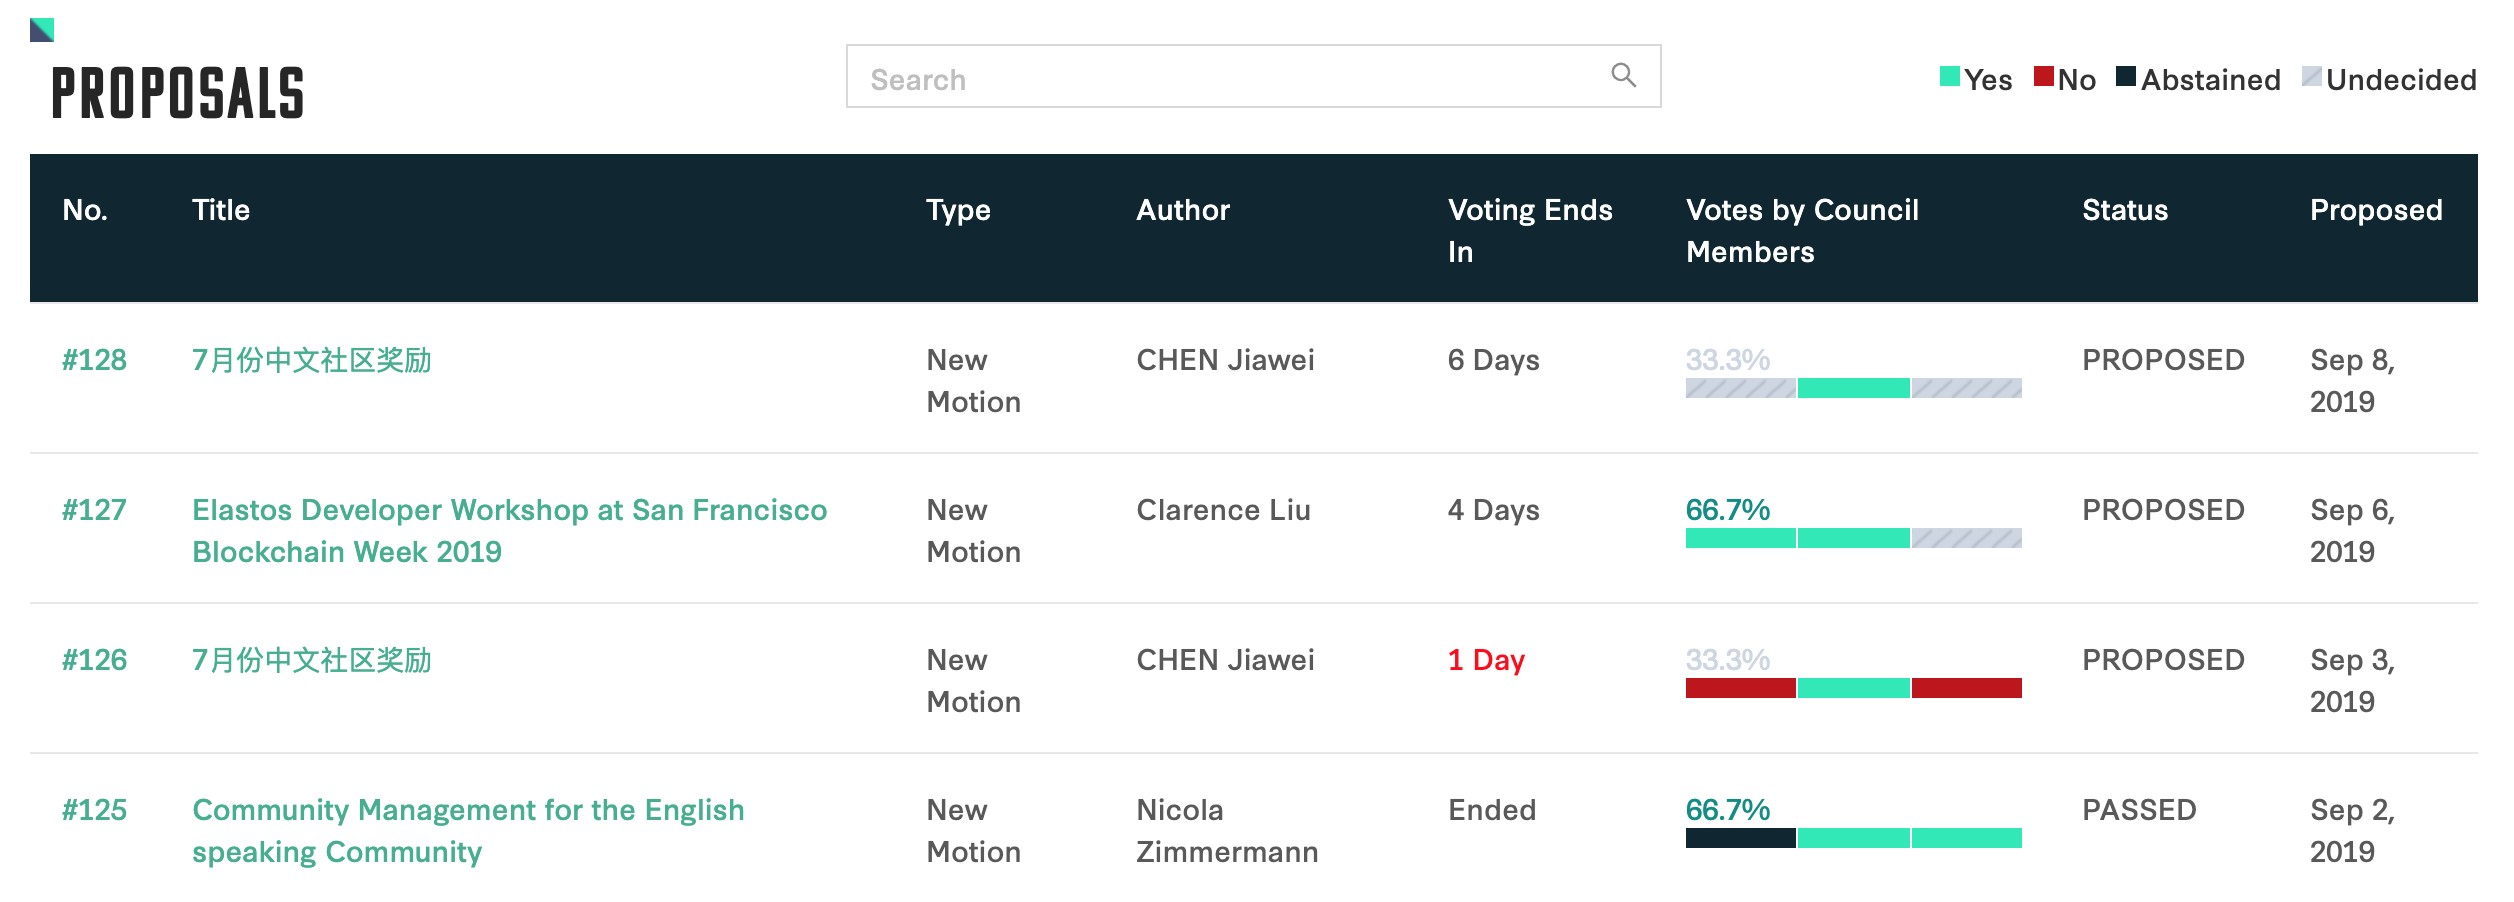 PROPOSALS
Search
Yes No Abstained Undecided
No. Title Type Author Voting Ends In Votes by Council Members Status Proposed
#128 7月份中文社区奖励 New Motion CHEN Jiawei 6 Days 33.3% PROPOSED Sep 8, 2019
#127 Elastos Developer Workshop at San Francisco Blockchain Week 2019 New Motion Clarence Liu 4 Days 66.7% PROPOSED Sep 6, 2019
#126 7月份中文社区奖励 New Motion CHEN Jiawei 1 Day 33.3% PROPOSED Sep 3, 2019
#125 Community Management for the English speaking Community New Motion Nicola Zimmermann Ended 66.7% PASSED Sep 2, 2019